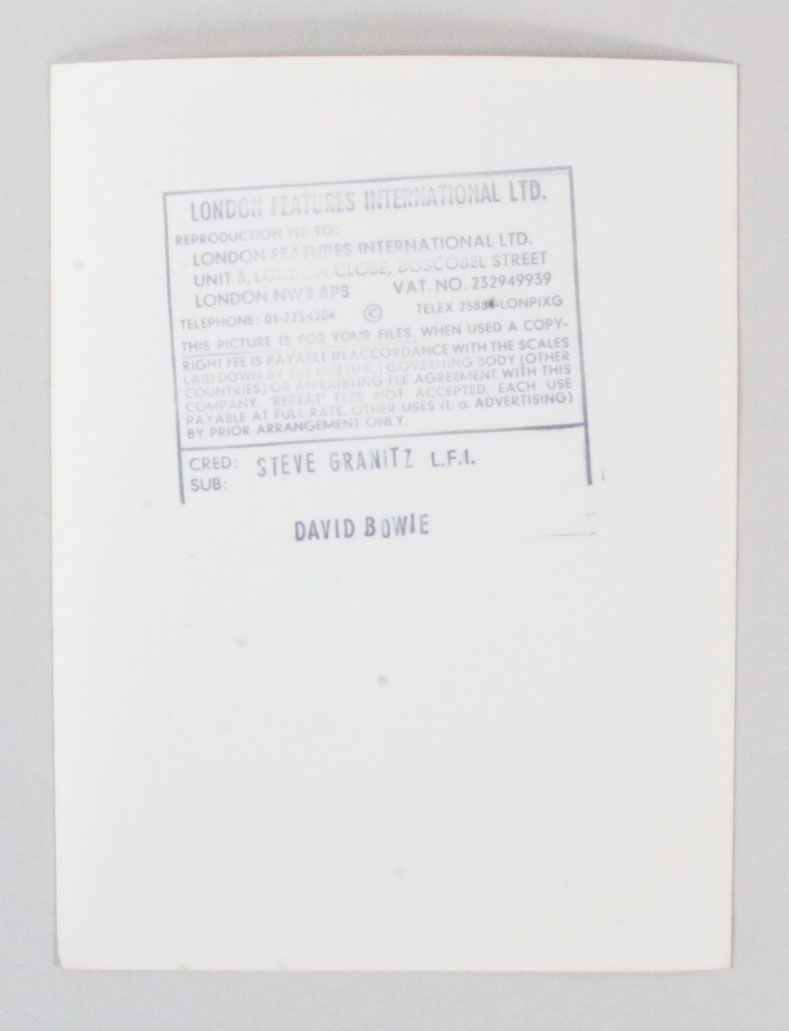 LONDON FEATURES INTERNATIONAL LTD.
REPRODUCTION FEE TO:
LONDON FEATURES INTERNATIONAL LTD.
UNIT 3, LONDON CLOSE, BOSCOBEL STREET
LONDON NW8 8PS VAT. NO. 232949939
TELEPHONE: 01-723 4204 © TELEX 25884-LONPIXG
THIS PICTURE IS FOR YOUR FILES. WHEN USED A COPY-
RIGHT FEE IS PAYABLE IN ACCORDANCE WITH THE SCALES
LAID DOWN BY THE NUJ (U.K.) GOVERNING BODY (OTHER
COUNTRIES) OR AN EXISTING FEE AGREEMENT WITH THIS
COMPANY. 'REPEAT' FEES NOT ACCEPTED. EACH USE
PAYABLE AT FULL RATE. OTHER USES (i. a. ADVERTISING)
BY PRIOR ARRANGEMENT ONLY.
CRED: STEVE GRANITZ L.F.I.
SUB:
DAVID BOWIE